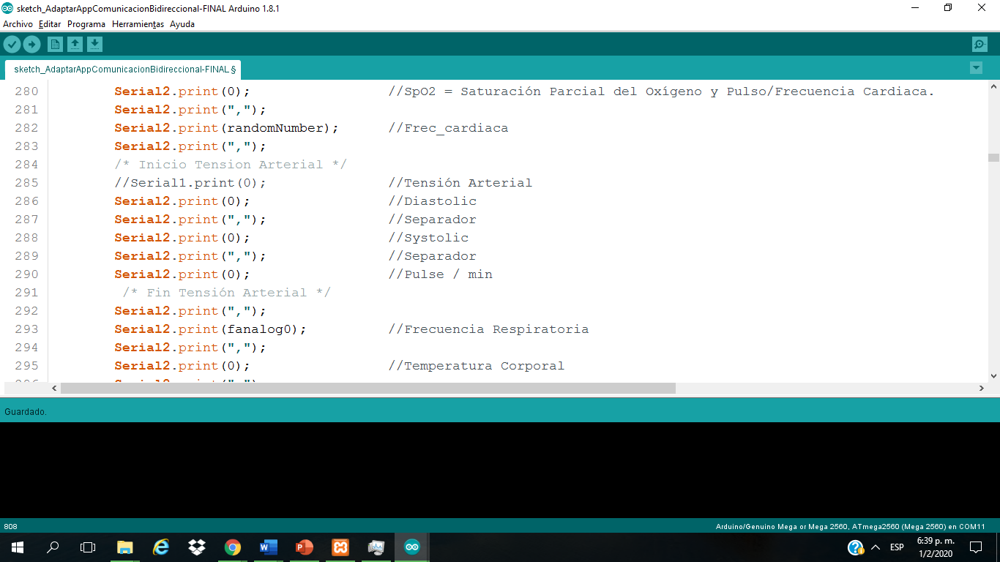 sketch_AdaptarAppComunicacionBidireccional-FINAL Arduino 1.8.1
Archivo Editar Programa Herramientas Ayuda
sketch_AdaptarAppComunicacionBidireccional-FINAL §
280 Serial2.print(0); //SpO2 = Saturación Parcial del Oxígeno y Pulso/Frecuencia Cardiaca.
281 Serial2.print(",");
282 Serial2.print(randomNumber); //Frec_cardiaca
283 Serial2.print(",");
284 /* Inicio Tension Arterial */
285 //Serial1.print(0); //Tensión Arterial
286 Serial2.print(0); //Diastolic
287 Serial2.print(","); //Separador
288 Serial2.print(0); //Systolic
289 Serial2.print(","); //Separador
290 Serial2.print(0); //Pulse / min
291 /* Fin Tensión Arterial */
292 Serial2.print(",");
293 Serial2.print(fanalog0); //Frecuencia Respiratoria
294 Serial2.print(",");
295 Serial2.print(0); //Temperatura Corporal
Guardado.
808
Arduino/Genuino Mega or Mega 2560, ATmega2560 (Mega 2560) en COM11
ESP
6:39 p. m.
1/2/2020